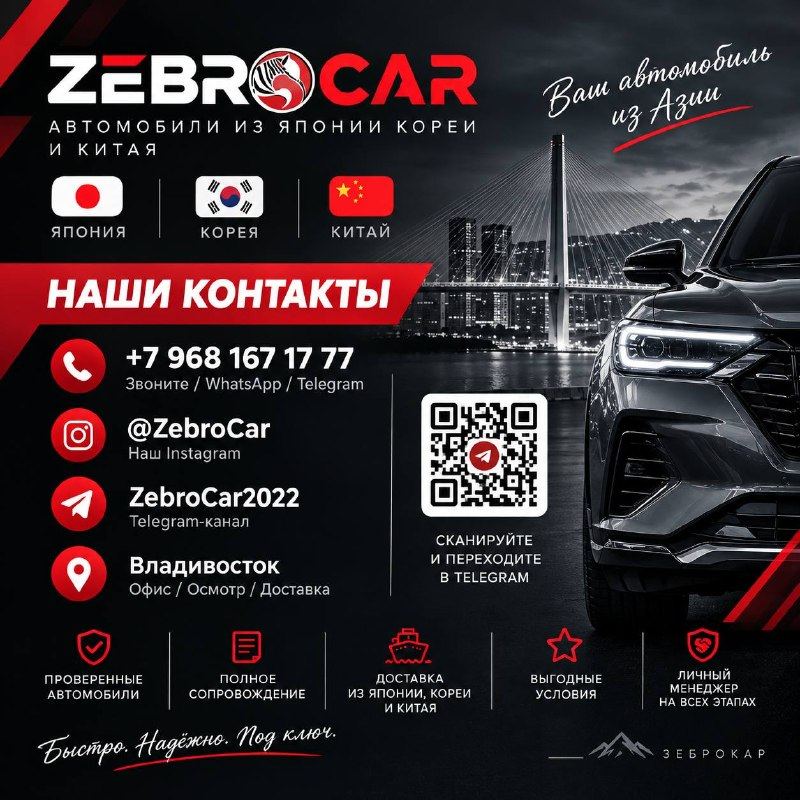 ZEBROCAR
АВТОМОБИЛИ ИЗ ЯПОНИИ КОРЕИ
И КИТАЯ
Ваш автомобиль
из Азии
ЯПОНИЯ
КОРЕЯ
КИТАЙ
НАШИ КОНТАКТЫ
+7 968 167 17 77
Звоните / WhatsApp / Telegram
@ZebroCar
Наш Instagram
ZebroCar2022
Telegram-канал
Владивосток
Офис / Осмотр / Доставка
СКАНИРУЙТЕ
И ПЕРЕХОДИТЕ
В TELEGRAM
ПРОВЕРЕННЫЕ
АВТОМОБИЛИ
ПОЛНОЕ
СОПРОВОЖДЕНИЕ
ДОСТАВКА
ИЗ ЯПОНИИ, КОРЕИ
И КИТАЯ
ВЫГОДНЫЕ
УСЛОВИЯ
ЛИЧНЫЙ
МЕНЕДЖЕР
НА ВСЕХ ЭТАПАХ
Быстро. Надёжно. Под ключ.
ЗЕБРОКАР